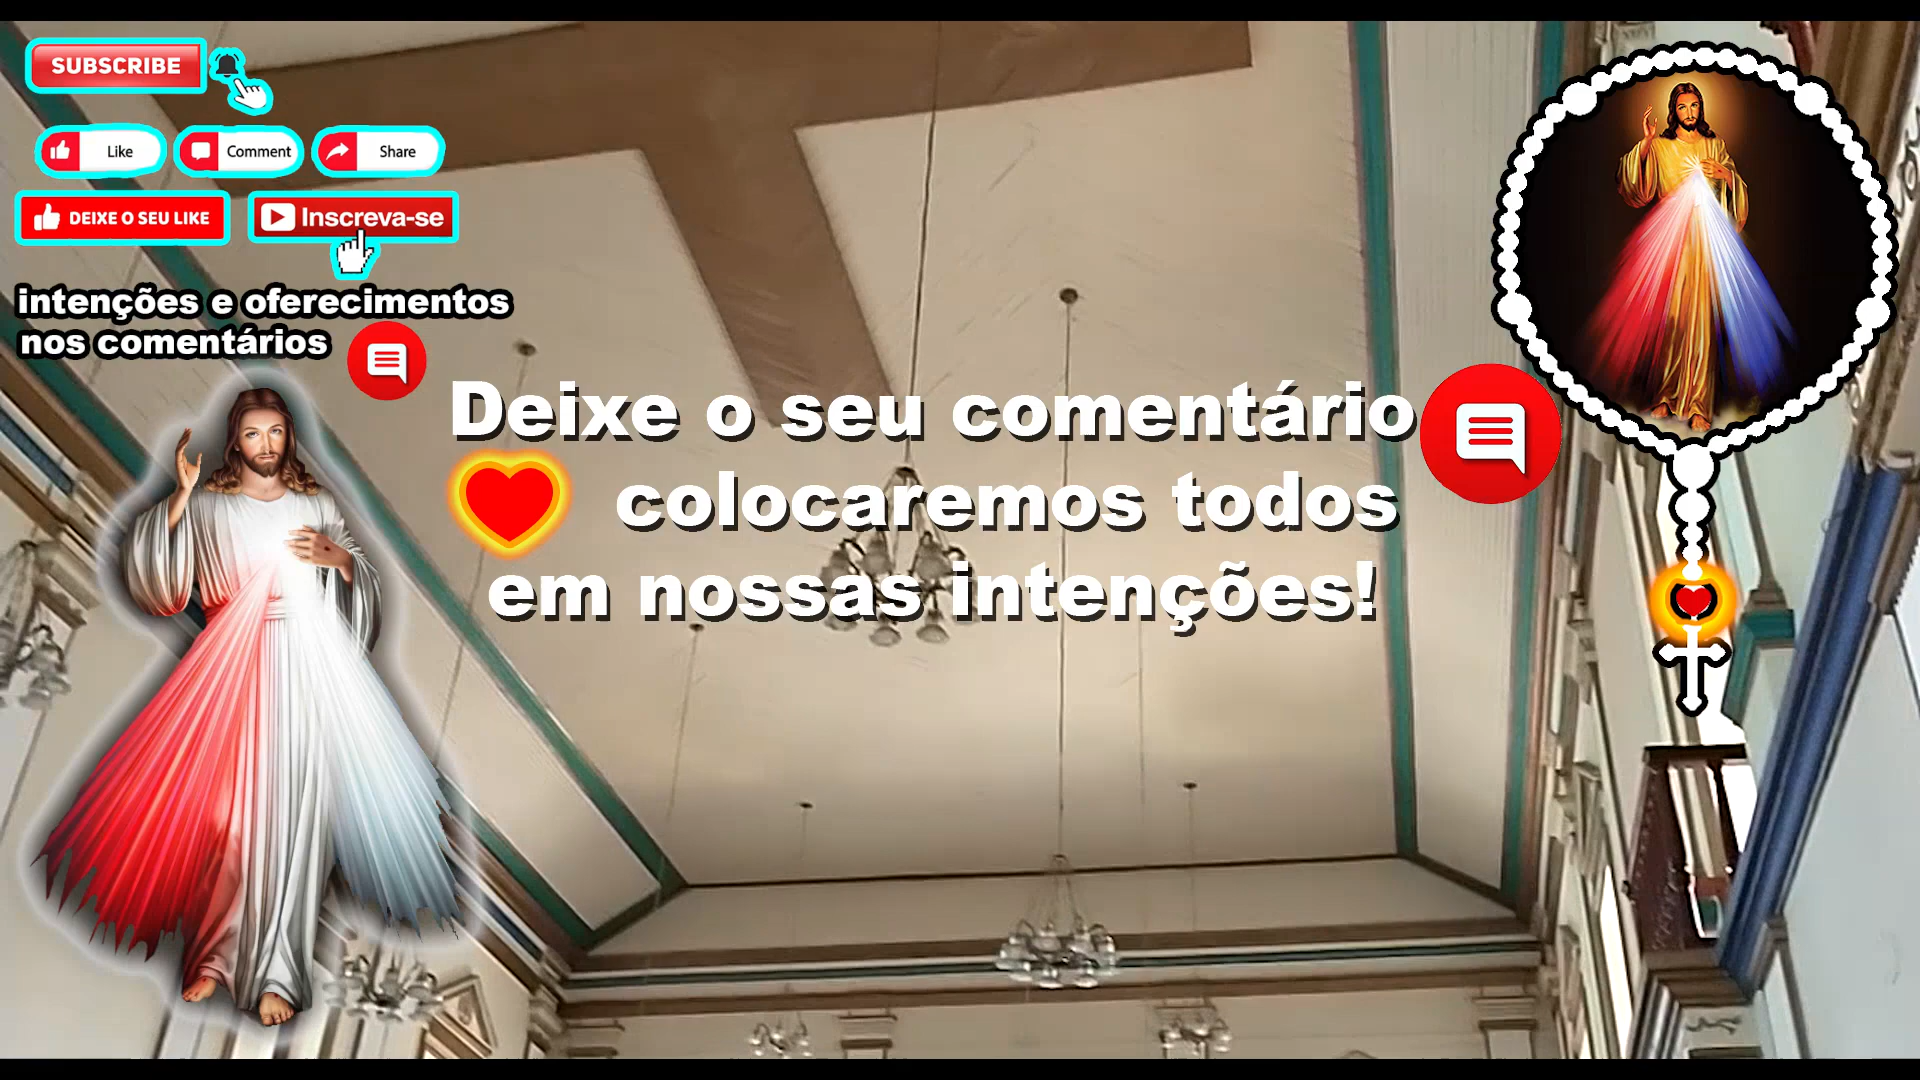 SUBSCRIBE
Like
Comment
Share
DEIXE O SEU LIKE
Inscreva-se
intenções e oferecimentos
nos comentários
Deixe o seu comentário
colocaremos todos
em nossas intenções!